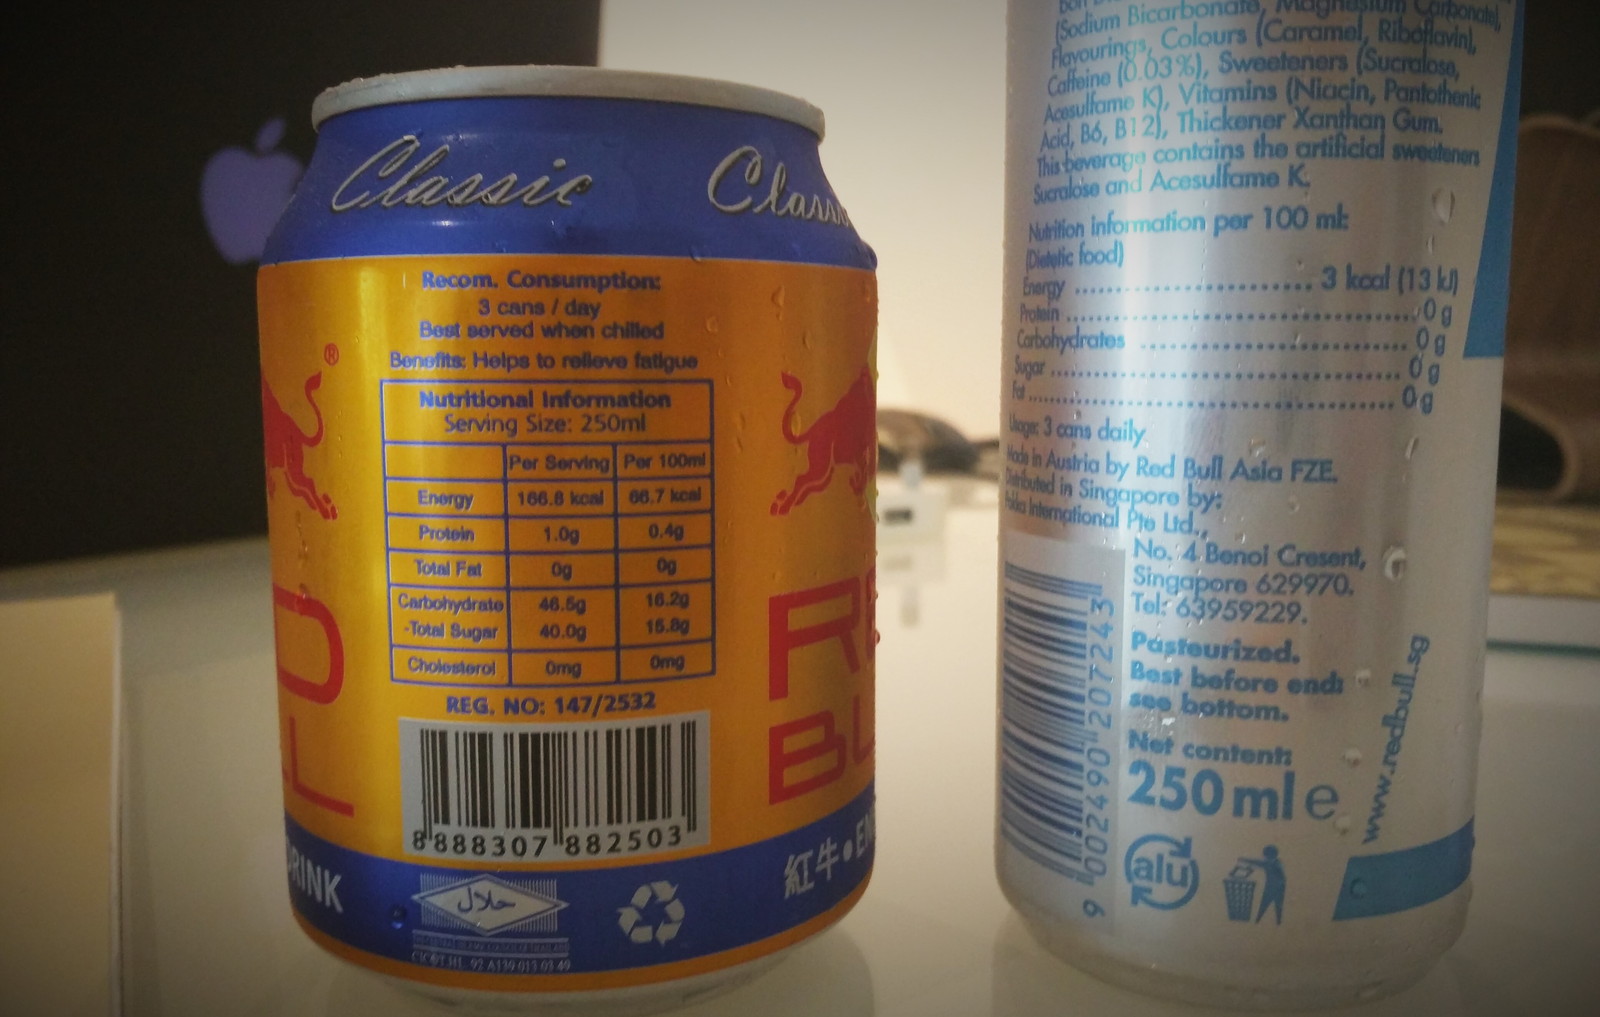 Classic
Classic
Recom. Consumption:
3 cans / day
Best served when chilled
Benefits: Helps to relieve fatigue
Nutritional Information
Serving Size: 250ml
Per Serving Per 100ml
Energy 166.8 kcal 66.7 kcal
Protein 1.0g 0.4g
Total Fat 0g 0g
Carbohydrate 46.5g 16.2g
-Total Sugar 40.0g 15.8g
Cholesterol 0mg 0mg
REG. NO: 147/2532
8 888307 882503
®
D
LL
RINK
حلال
RE
BU
紅牛•EN
(Sodium Bicarbonate, Magnesium Carbonate),
Flavourings, Colours (Caramel, Riboflavin),
Caffeine (0.03%), Sweeteners (Sucralose,
Acesulfame K), Vitamins (Niacin, Pantothenic
Acid, B6, B12), Thickener Xanthan Gum.
This beverage contains the artificial sweeteners
Sucralose and Acesulfame K.
Nutrition information per 100 ml:
(Dietetic food)
Energy ............................ 3 kcal (13 kJ)
Protein ............................ 0 g
Carbohydrates ............................ 0 g
Sugar ............................ 0 g
Fat ............................ 0 g
Usage: 3 cans daily
Made in Austria by Red Bull Asia FZE.
Distributed in Singapore by:
International Pte Ltd.,
No. 4 Benoi Cresent,
Singapore 629970.
Tel: 63959229.
Pasteurized.
Best before end:
see bottom.
Net content:
250 ml e
9 002490 207243
alu
www.redbull.sg